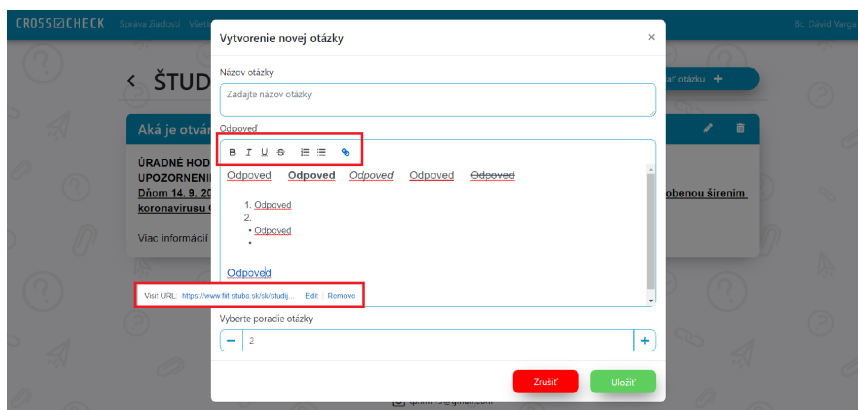 CROSS☑CHECK Správa žiadostí Bc. Dávid Varga
Vytvorenie novej otázky ×
Názov otázky
Zadajte názov otázky
ŠTUD
otázku +
Odpoveď
Aká je otvár
B I U S
ÚRADNÉ HOD
UPOZORNENI
Dňom 14. 9. 20
koronavírusu
obenou šírením
Viac informácií
Odpoved Odpoved Odpoved Odpoved Odpoved
1. Odpoved
2.
• Odpoved
•
Odpoved
Visit URL: https://www.fiit.stuba.sk/sk/studij... Edit | Remove
Vyberte poradie otázky
− 2 +
Zrušiť Uložiť